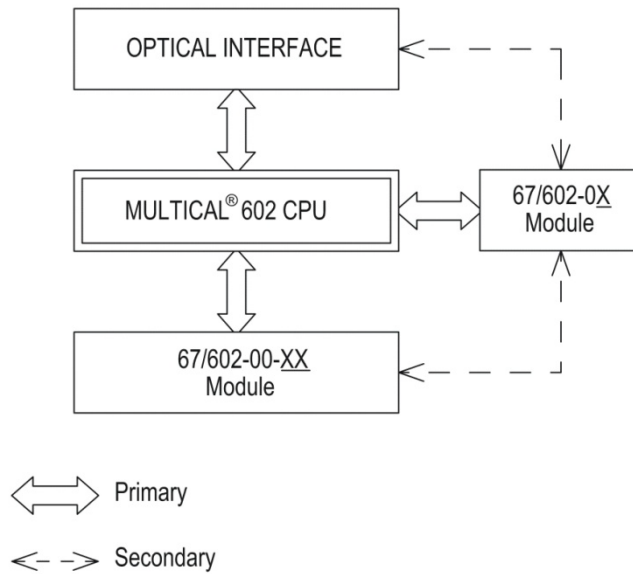 OPTICAL INTERFACE
MULTICAL® 602 CPU
67/602-0X
Module
67/602-00-XX
Module
Primary
Secondary